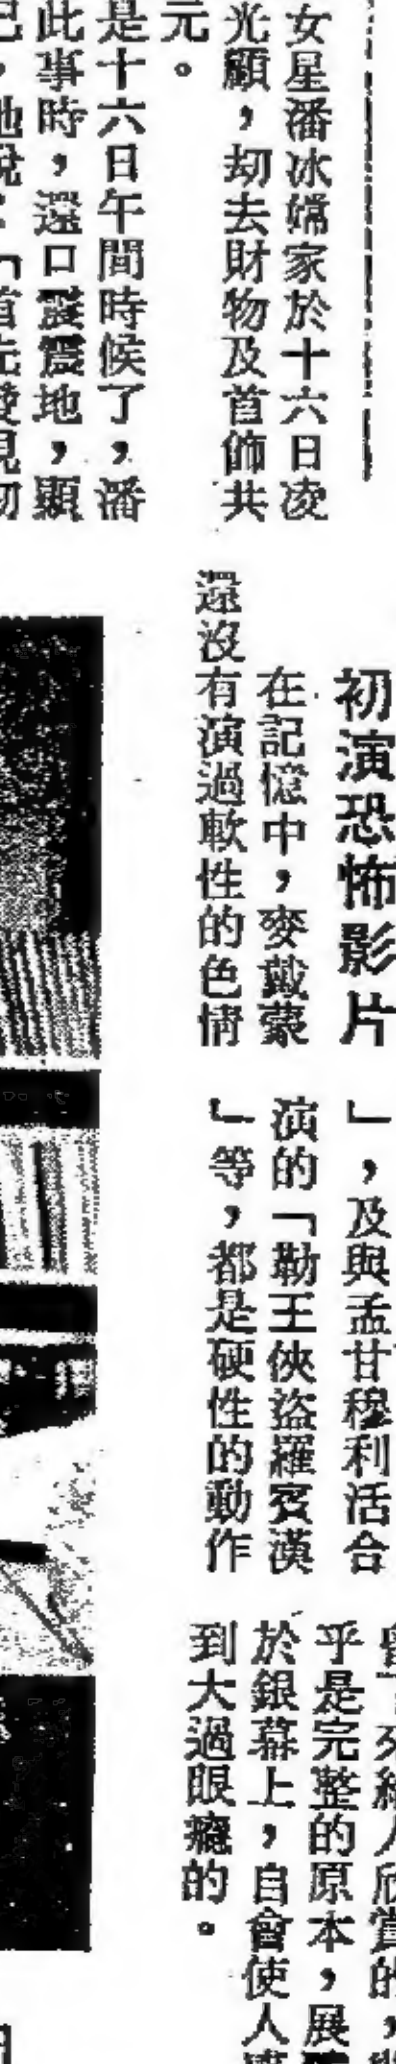 女星潘冰嫦家於十六日凌
光顧，刧去財物及首飾共
元。
是十六日午間時候了，潘
此事時，還口震震地，顯
初演恐怖影片
在記憶中，麥戴蒙
還沒有演過軟性的色情
」，及與孟甘穆利活合
演的「勒王俠盜羅賓漢
」等，都是硬性的動作
人欣賞的，
乎是完整的原本，展
於銀幕上，自會使人
到大過眼癮的。